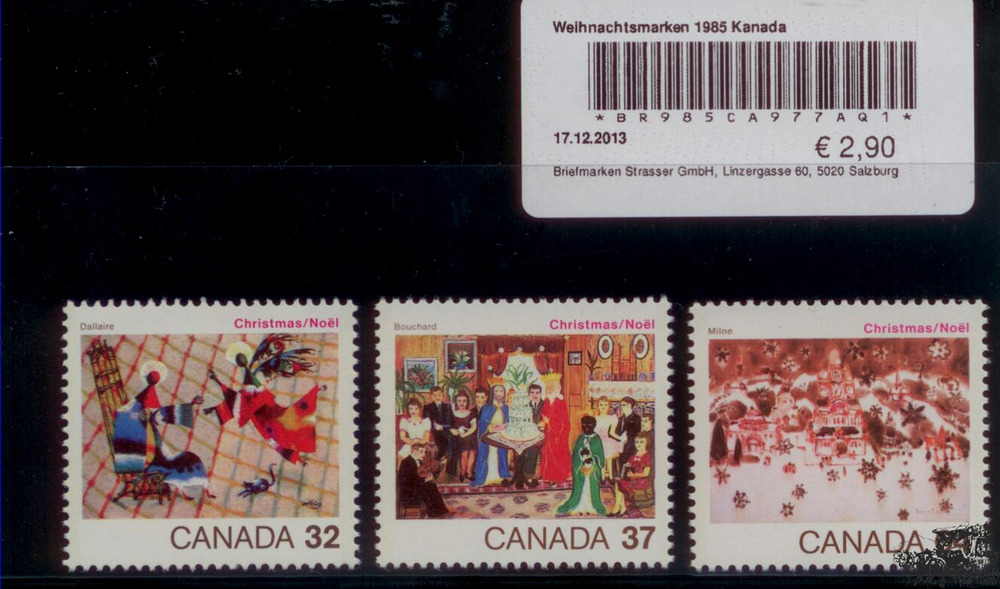 Weihnachtsmarken 1985 Kanada
*BR985CA977AQ1*
17.12.2013
€ 2,90
Briefmarken Strasser GmbH, Linzergasse 60, 5020 Salzburg
Dallaire Christmas/Noël
CANADA 32
Bouchard Christmas/Noël
CANADA 37
Milne Christmas/Noël
CANADA